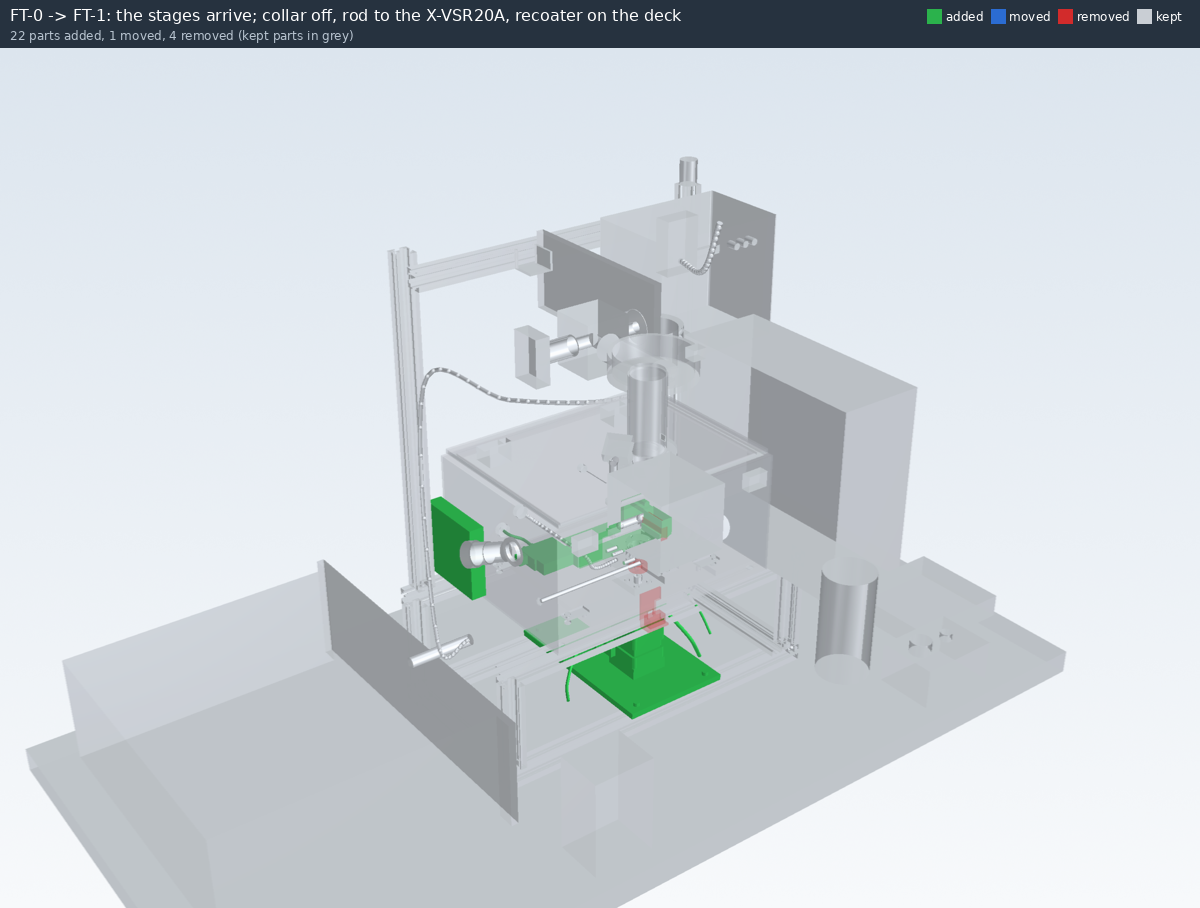 FT-0 -> FT-1: the stages arrive; collar off, rod to the X-VSR20A, recoater on the deck
22 parts added, 1 moved, 4 removed (kept parts in grey)
added moved removed kept